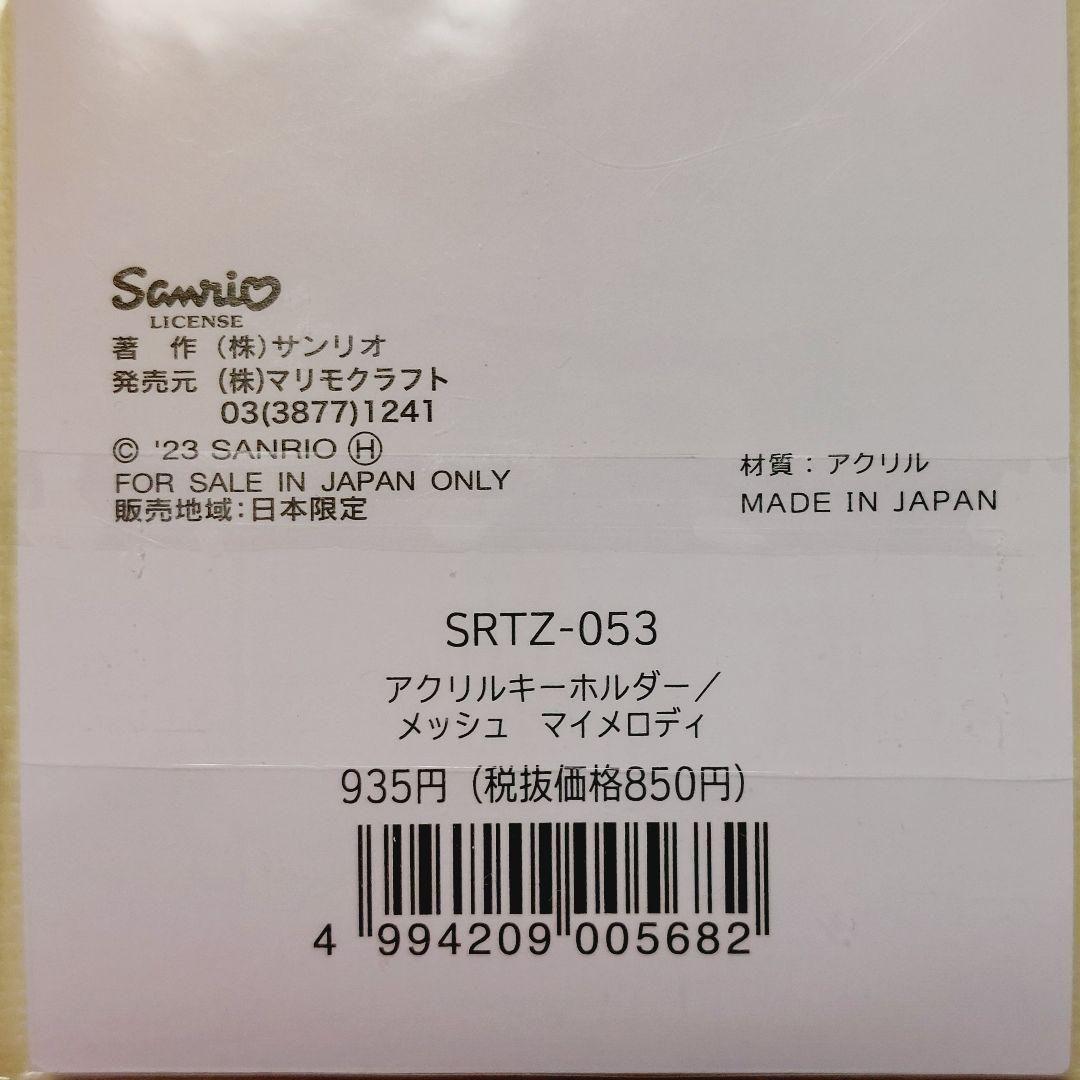 Sanrio
LICENSE
著　作 (株)サンリオ
発売元 (株)マリモクラフト
03(3877)1241
© '23 SANRIO Ⓗ
FOR SALE IN JAPAN ONLY
販売地域:日本限定
材質：アクリル
MADE IN JAPAN
SRTZ-053
アクリルキーホルダー／
メッシュ　マイメロディ
935円（税抜価格850円）
4 994209 005682